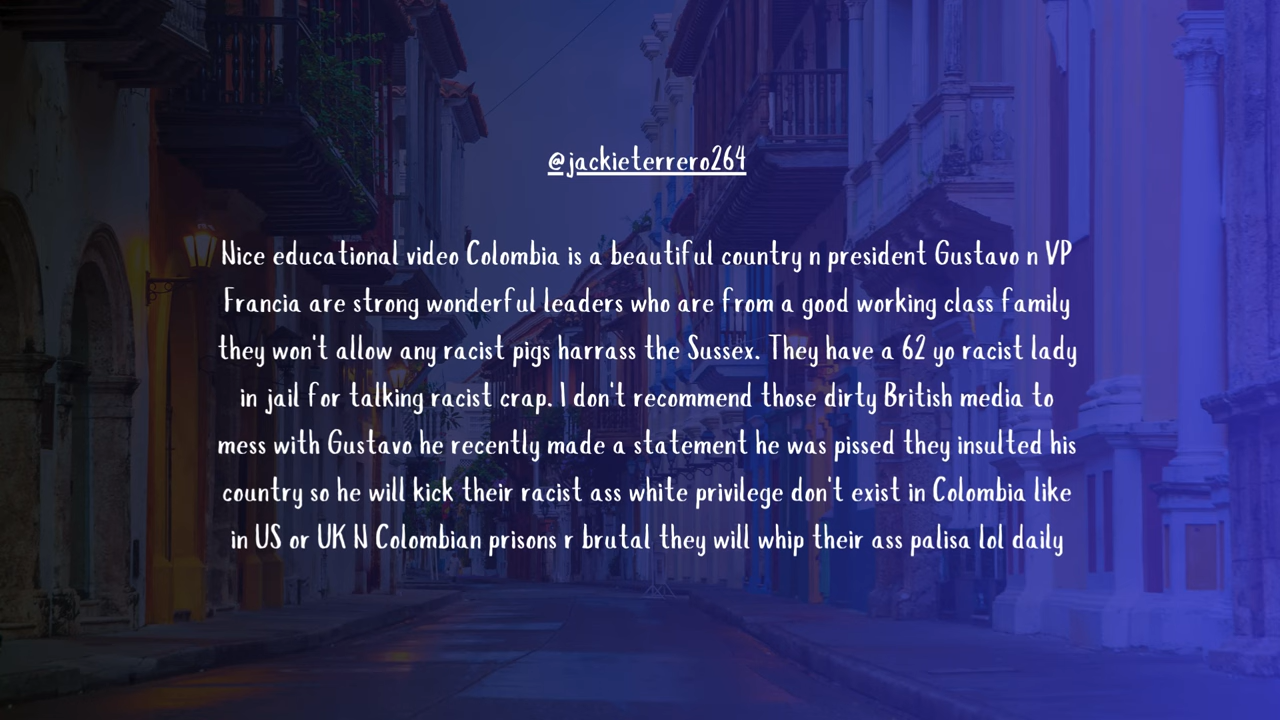 @jackieterrero264
Nice educational video Colombia is a beautiful country n president Gustavo n VP
Francia are strong wonderful leaders who are from a good working class family
they won't allow any racist pigs harrass the Sussex. They have a 62 yo racist lady
in jail for talking racist crap. I don't recommend those dirty British media to
mess with Gustavo he recently made a statement he was pissed they insulted his
country so he will kick their racist ass white privilege don't exist in Colombia like
in US or UK N Colombian prisons r brutal they will whip their ass palisa lol daily